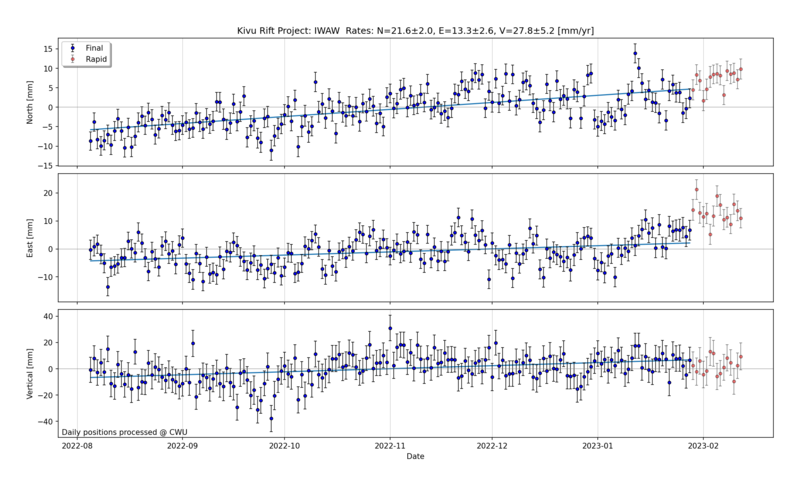 Kivu Rift Project: IWAW  Rates: N=21.6±2.0, E=13.3±2.6, V=27.8±5.2 [mm/yr]
Final
Rapid
15
10
5
0
−5
−10
−15
North [mm]
20
10
0
−10
East [mm]
40
20
0
−20
−40
Vertical [mm]
Daily positions processed @ CWU
2022-08 2022-09 2022-10 2022-11 2022-12 2023-01 2023-02
Date